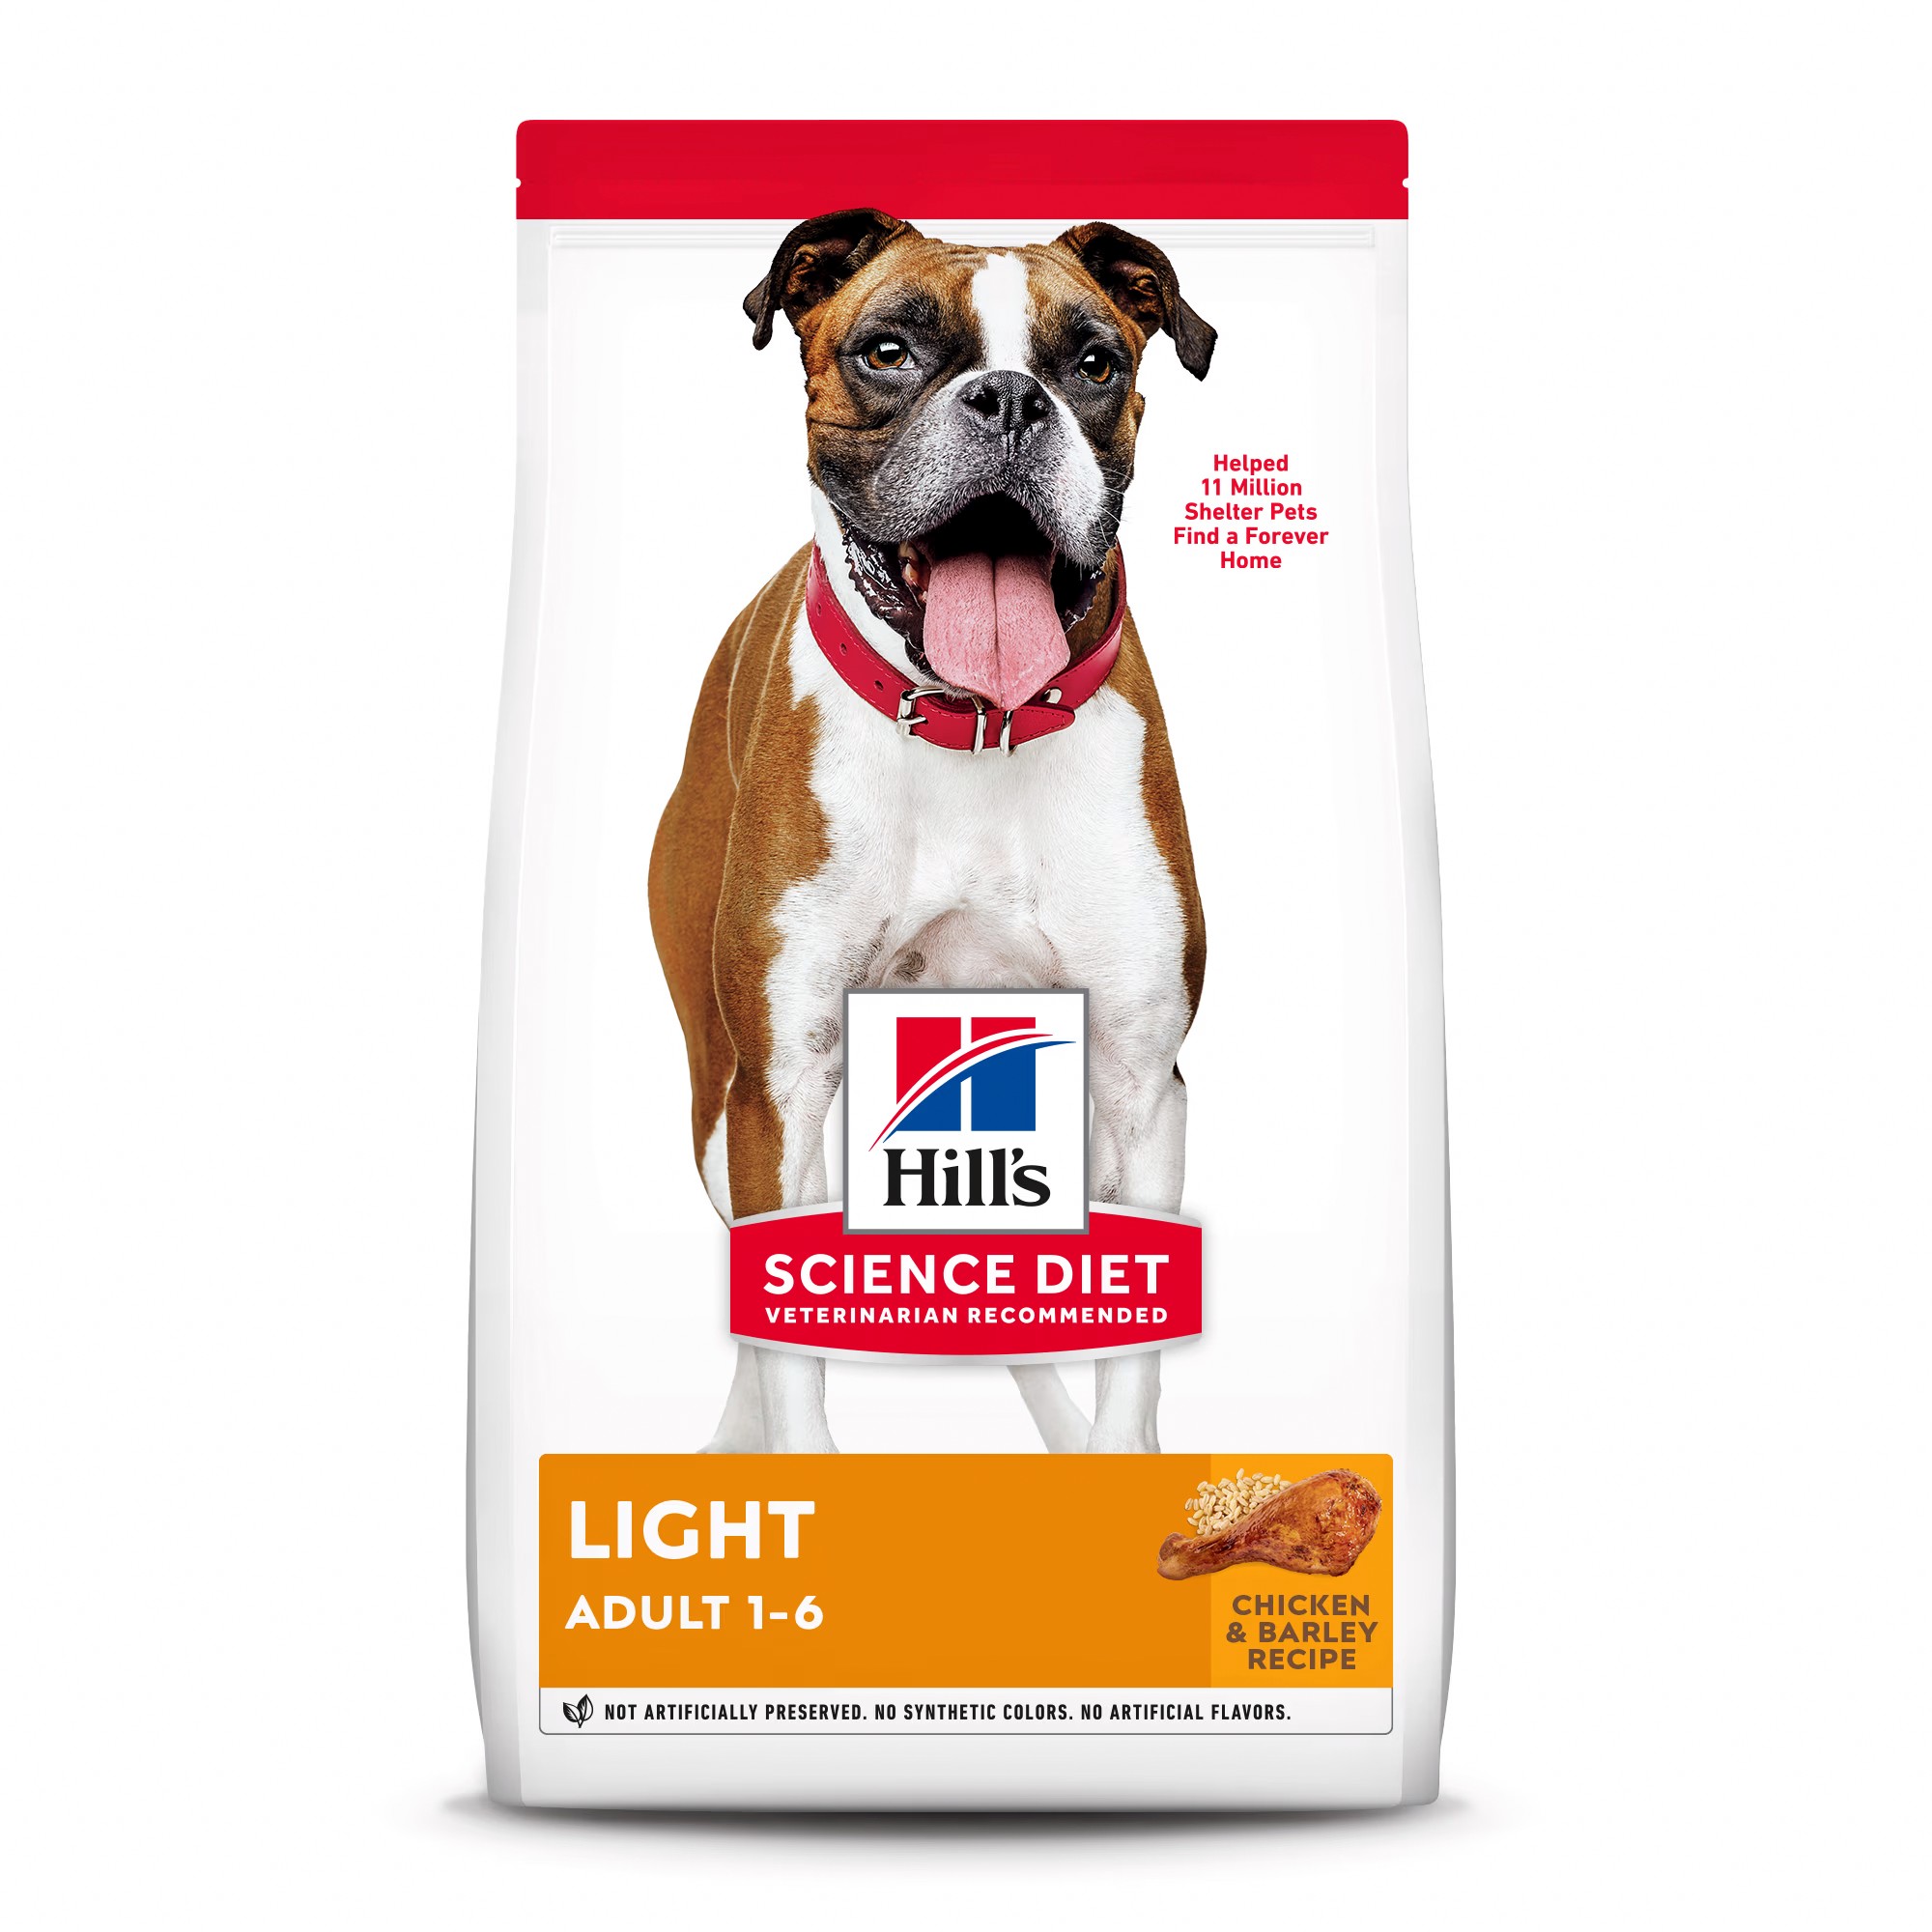 Helped
11 Million
Shelter Pets
Find a Forever
Home
Hill's
SCIENCE DIET
VETERINARIAN RECOMMENDED
LIGHT
ADULT 1-6
CHICKEN
& BARLEY
RECIPE
NOT ARTIFICIALLY PRESERVED. NO SYNTHETIC COLORS. NO ARTIFICIAL FLAVORS.